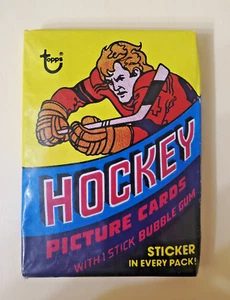 topps
HOCKEY
PICTURE CARDS
WITH 1 STICK BUBBLE GUM
STICKER
IN EVERY PACK!